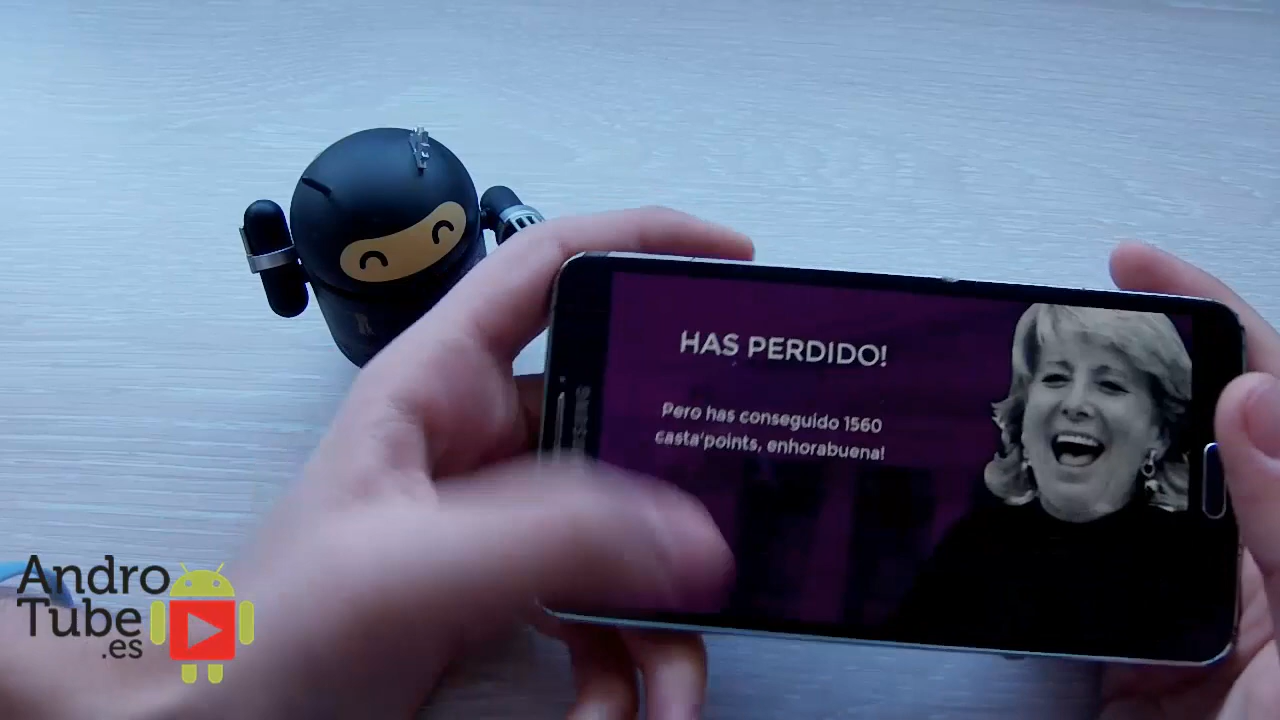 HAS PERDIDO!
Pero has conseguido 1560
casta'points, enhorabuena!
Andro
Tube
.es